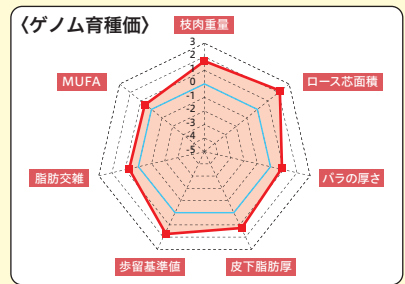 〈ゲノム育種価〉
枝肉重量
3
2
1
0
-1
-2
-3
-4
-5
MUFA
ロース芯面積
脂肪交雑
バラの厚さ
歩留基準値
皮下脂肪厚